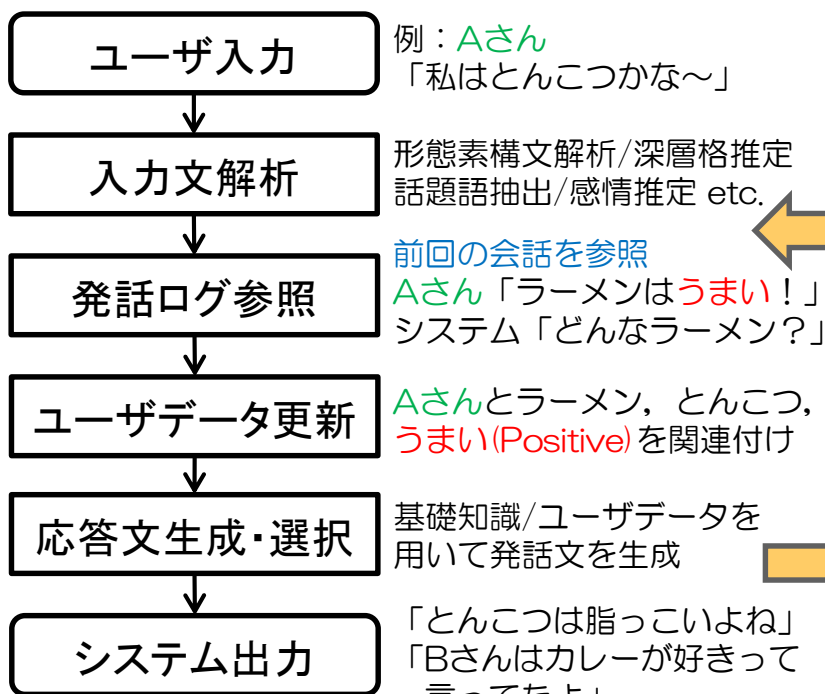 ユーザ入力
例：Aさん
「私はとんこつかな～」
入力文解析
形態素構文解析/深層格推定
話題語抽出/感情推定 etc.
発話ログ参照
前回の会話を参照
Aさん「ラーメンはうまい！」
システム「どんなラーメン？」
ユーザデータ更新
Aさんとラーメン，とんこつ，
うまい(Positive)を関連付け
応答文生成・選択
基礎知識/ユーザデータを
用いて発話文を生成
システム出力
「とんこつは脂っこいよね」
「Bさんはカレーが好きって
言ってたよ」